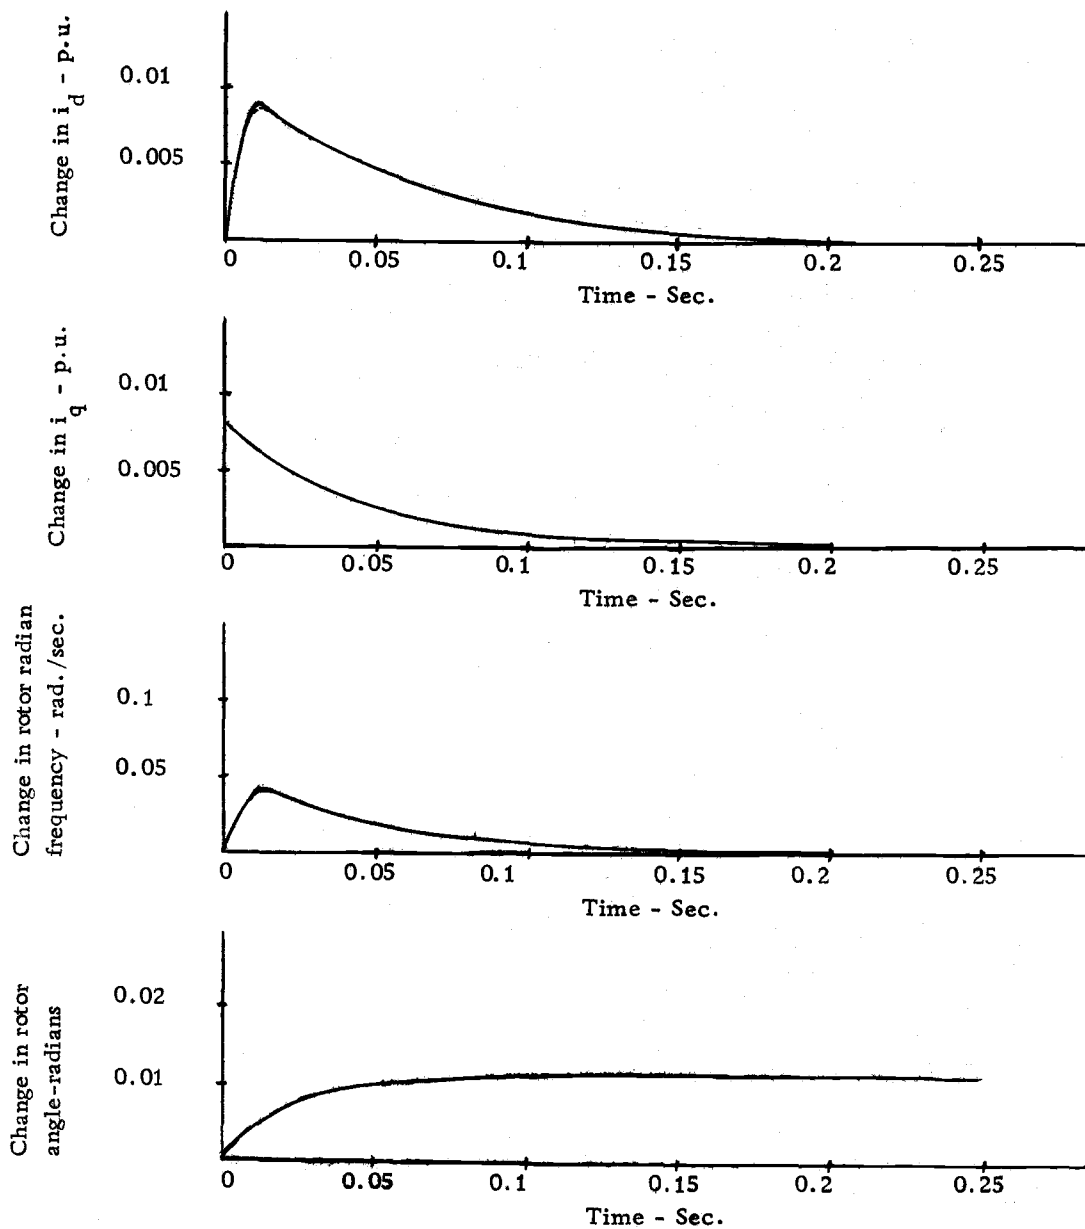 Change in i_d - p.u.
0.01
0.005
0 0.05 0.1 0.15 0.2 0.25
Time - Sec.
Change in i_q - p.u.
0.01
0.005
0 0.05 0.1 0.15 0.2 0.25
Time - Sec.
Change in rotor radian
frequency - rad./sec.
0.1
0.05
0 0.05 0.1 0.15 0.2 0.25
Time - Sec.
Change in rotor
angle-radians
0.02
0.01
0 0.05 0.1 0.15 0.2 0.25
Time - Sec.